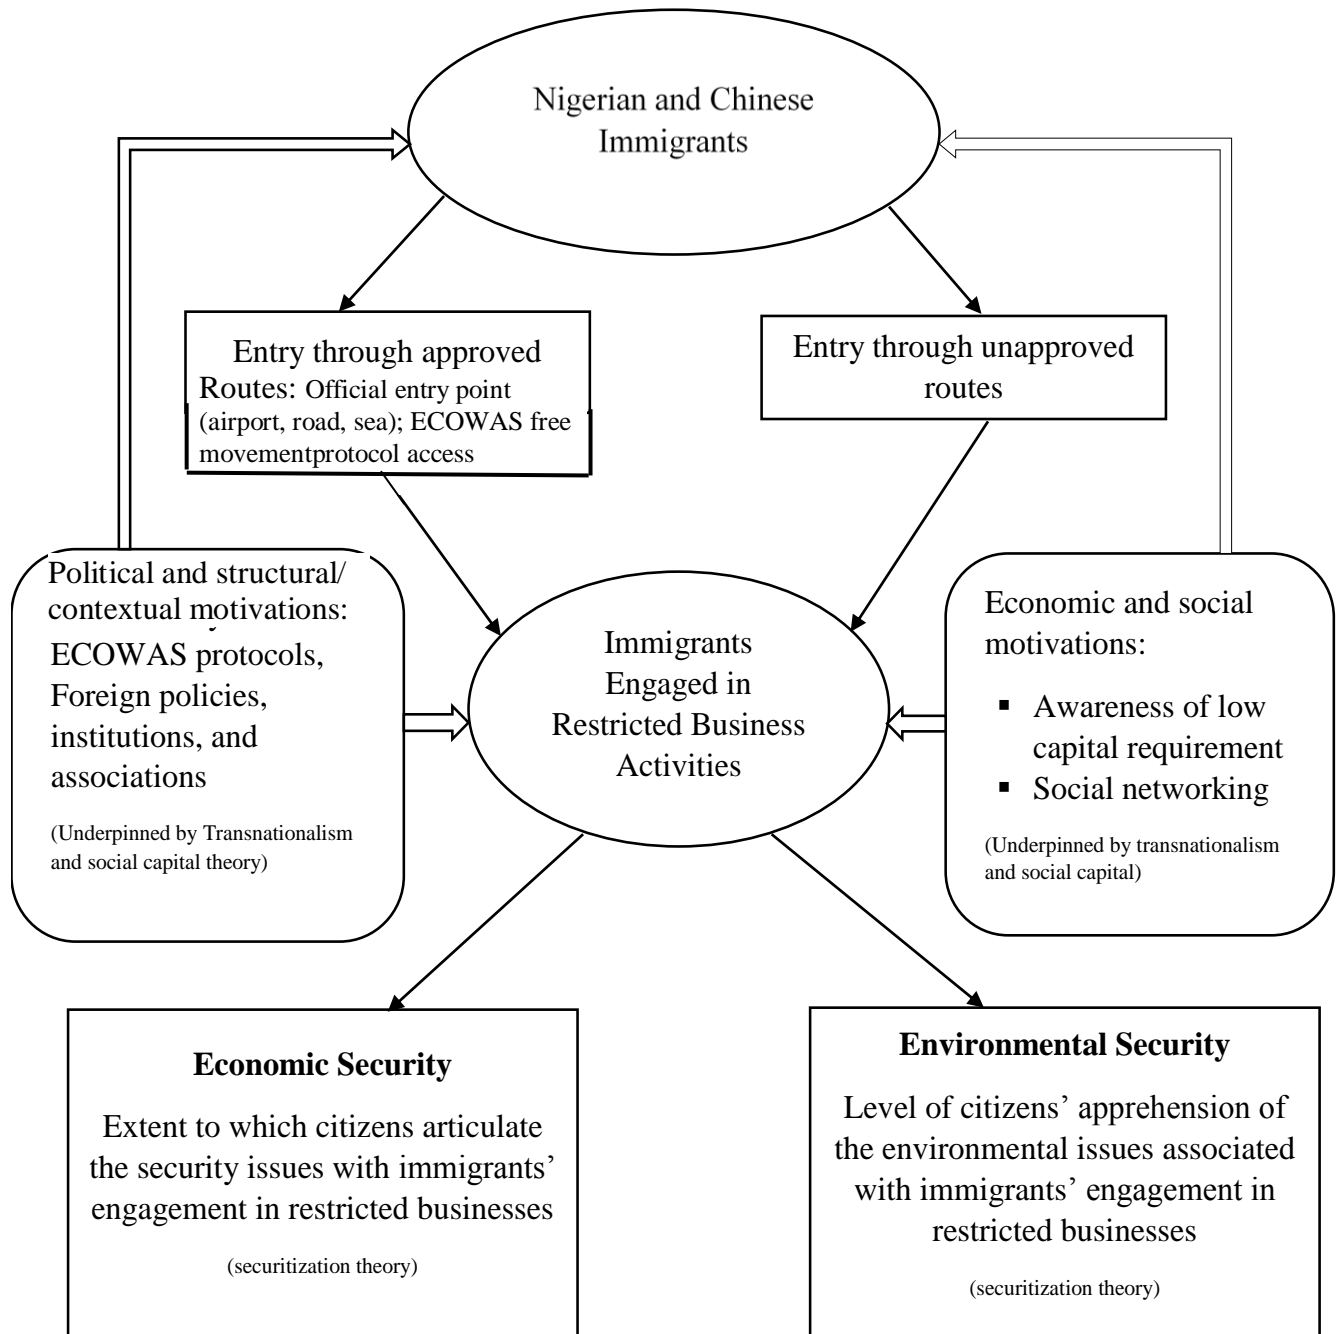 Nigerian and Chinese
Immigrants
Entry through approved
Routes: Official entry point
(airport, road, sea); ECOWAS free
movementprotocol access
Entry through unapproved
routes
Political and structural/
contextual motivations:
ECOWAS protocols,
Foreign policies,
institutions, and
associations
(Underpinned by Transnationalism
and social capital theory)
Immigrants
Engaged in
Restricted Business
Activities
Economic and social
motivations:
▪ Awareness of low
capital requirement
▪ Social networking
(Underpinned by transnationalism
and social capital)
Economic Security
Extent to which citizens articulate
the security issues with immigrants’
engagement in restricted businesses
(securitization theory)
Environmental Security
Level of citizens’ apprehension of
the environmental issues associated
with immigrants’ engagement in
restricted businesses
(securitization theory)